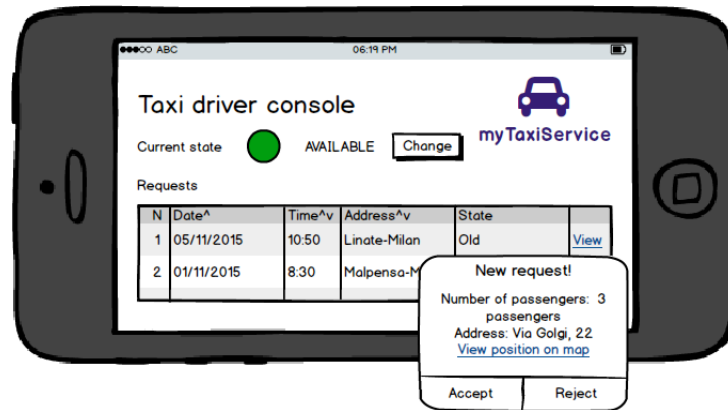 ABC 06:19 PM
Taxi driver console
myTaxiService
Current state AVAILABLE Change
Requests
N Date^ Time^v Address^v State
1 05/11/2015 10:50 Linate-Milan Old View
2 01/11/2015 8:30 Malpensa-M
New request!
Number of passengers: 3
passengers
Address: Via Golgi, 22
View position on map
Accept Reject